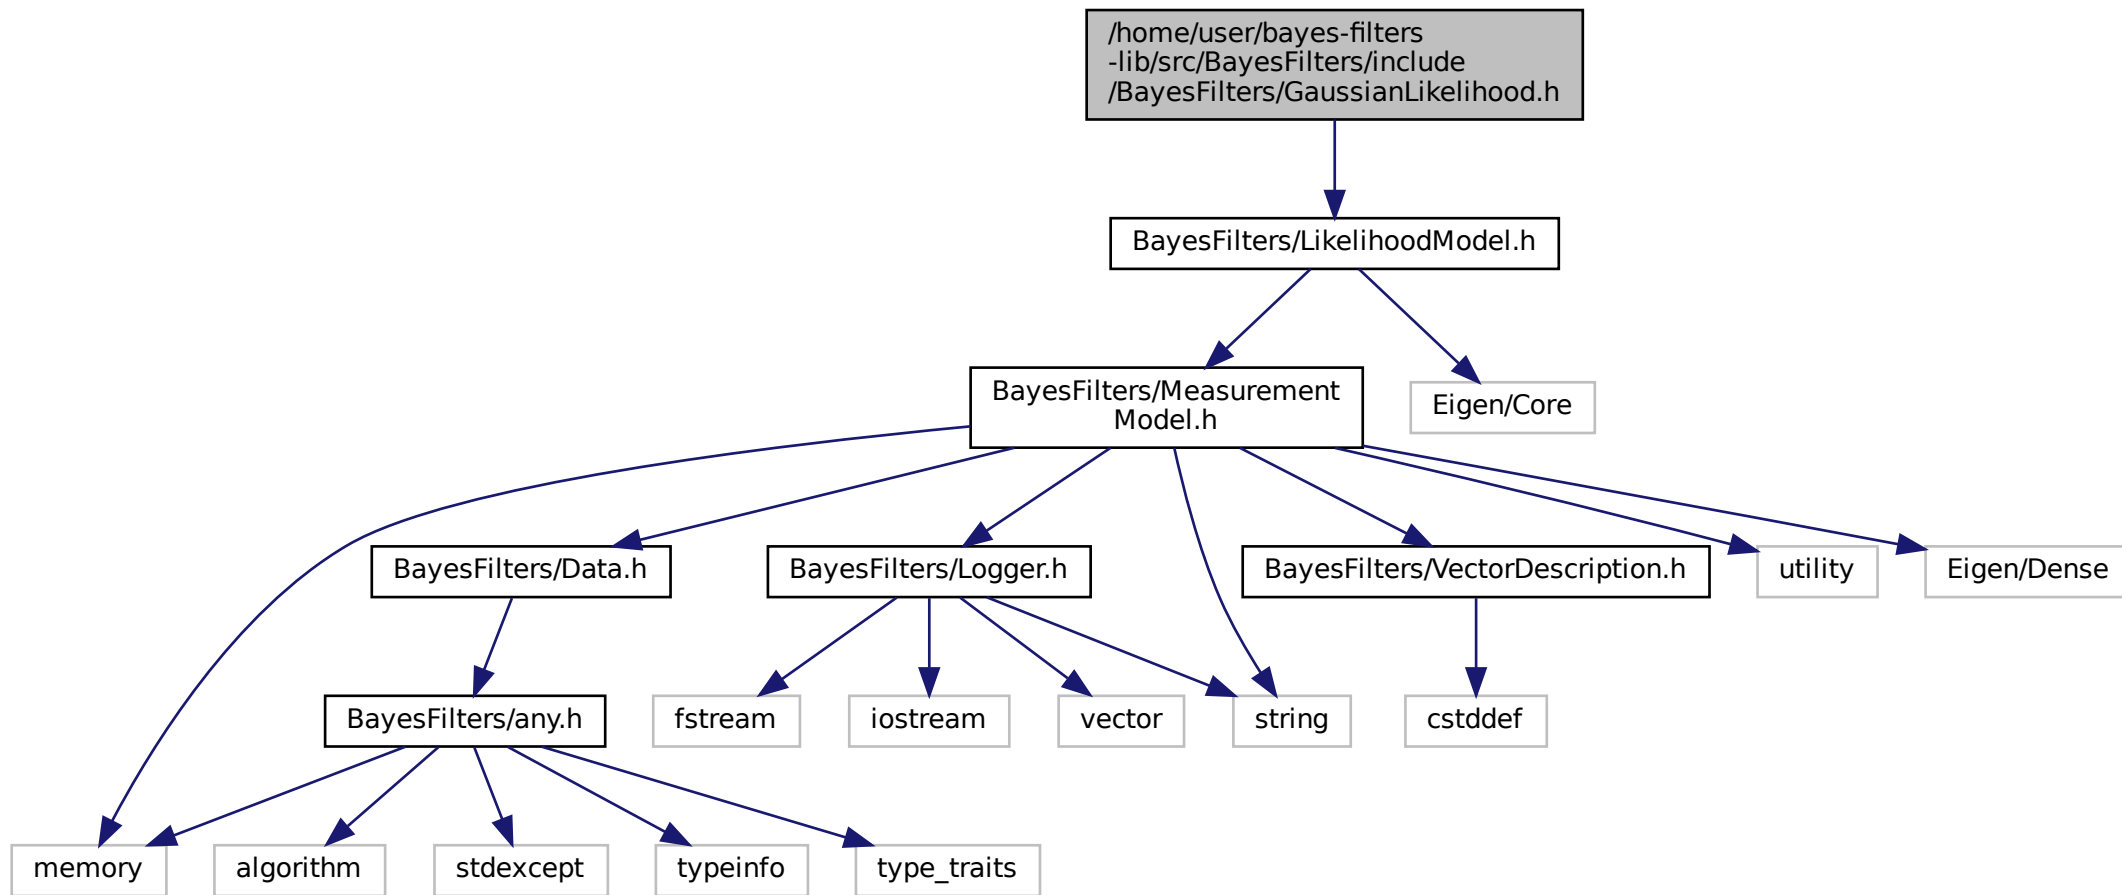 /home/user/bayes-filters
-lib/src/BayesFilters/include
/BayesFilters/GaussianLikelihood.h
BayesFilters/LikelihoodModel.h
BayesFilters/Measurement
Model.h
Eigen/Core
BayesFilters/Data.h
BayesFilters/Logger.h
BayesFilters/VectorDescription.h
utility
Eigen/Dense
BayesFilters/any.h
fstream
iostream
vector
string
cstddef
memory
algorithm
stdexcept
typeinfo
type_traits